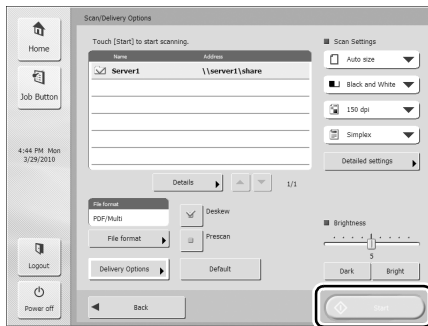 Scan/Delivery Options
Home
Job Button
4:44 PM Mon
3/29/2010
Logout
Power off
Touch [Start] to start scanning.
Name Address
Server1 \\server1\share
Details 1/1
File format
PDF/Multi
File format
Deskew
Prescan
Delivery Options
Default
Back
Scan Settings
Auto size
Black and White
150 dpi
Simplex
Detailed settings
Brightness
5
Dark Bright
Start